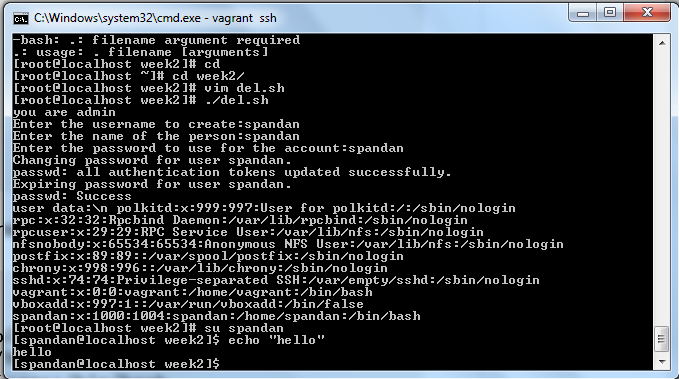 C:\Windows\system32\cmd.exe - vagrant ssh
-bash: .: filename argument required
.: usage: . filename [arguments]
[root@localhost week2]# cd
[root@localhost ~]# cd week2/
[root@localhost week2]# vim del.sh
[root@localhost week2]# ./del.sh
you are admin
Enter the username to create:spandan
Enter the name of the person:spandan
Enter the password to use for the account:spandan
Changing password for user spandan.
passwd: all authentication tokens updated successfully.
Expiring password for user spandan.
passwd: Success
user data:\n polkitd:x:999:997:User for polkitd:/:/sbin/nologin
rpc:x:32:32:Rpcbind Daemon:/var/lib/rpcbind:/sbin/nologin
rpcuser:x:29:29:RPC Service User:/var/lib/nfs:/sbin/nologin
nfsnobody:x:65534:65534:Anonymous NFS User:/var/lib/nfs:/sbin/nologin
postfix:x:89:89::/var/spool/postfix:/sbin/nologin
chrony:x:998:996::/var/lib/chrony:/sbin/nologin
sshd:x:74:74:Privilege-separated SSH:/var/empty/sshd:/sbin/nologin
vagrant:x:0:0:vagrant:/home/vagrant:/bin/bash
vboxadd:x:997:1::/var/run/vboxadd:/bin/false
spandan:x:1000:1004:spandan:/home/spandan:/bin/bash
[root@localhost week2]# su spandan
[spandan@localhost week2]$ echo "hello"
hello
[spandan@localhost week2]$